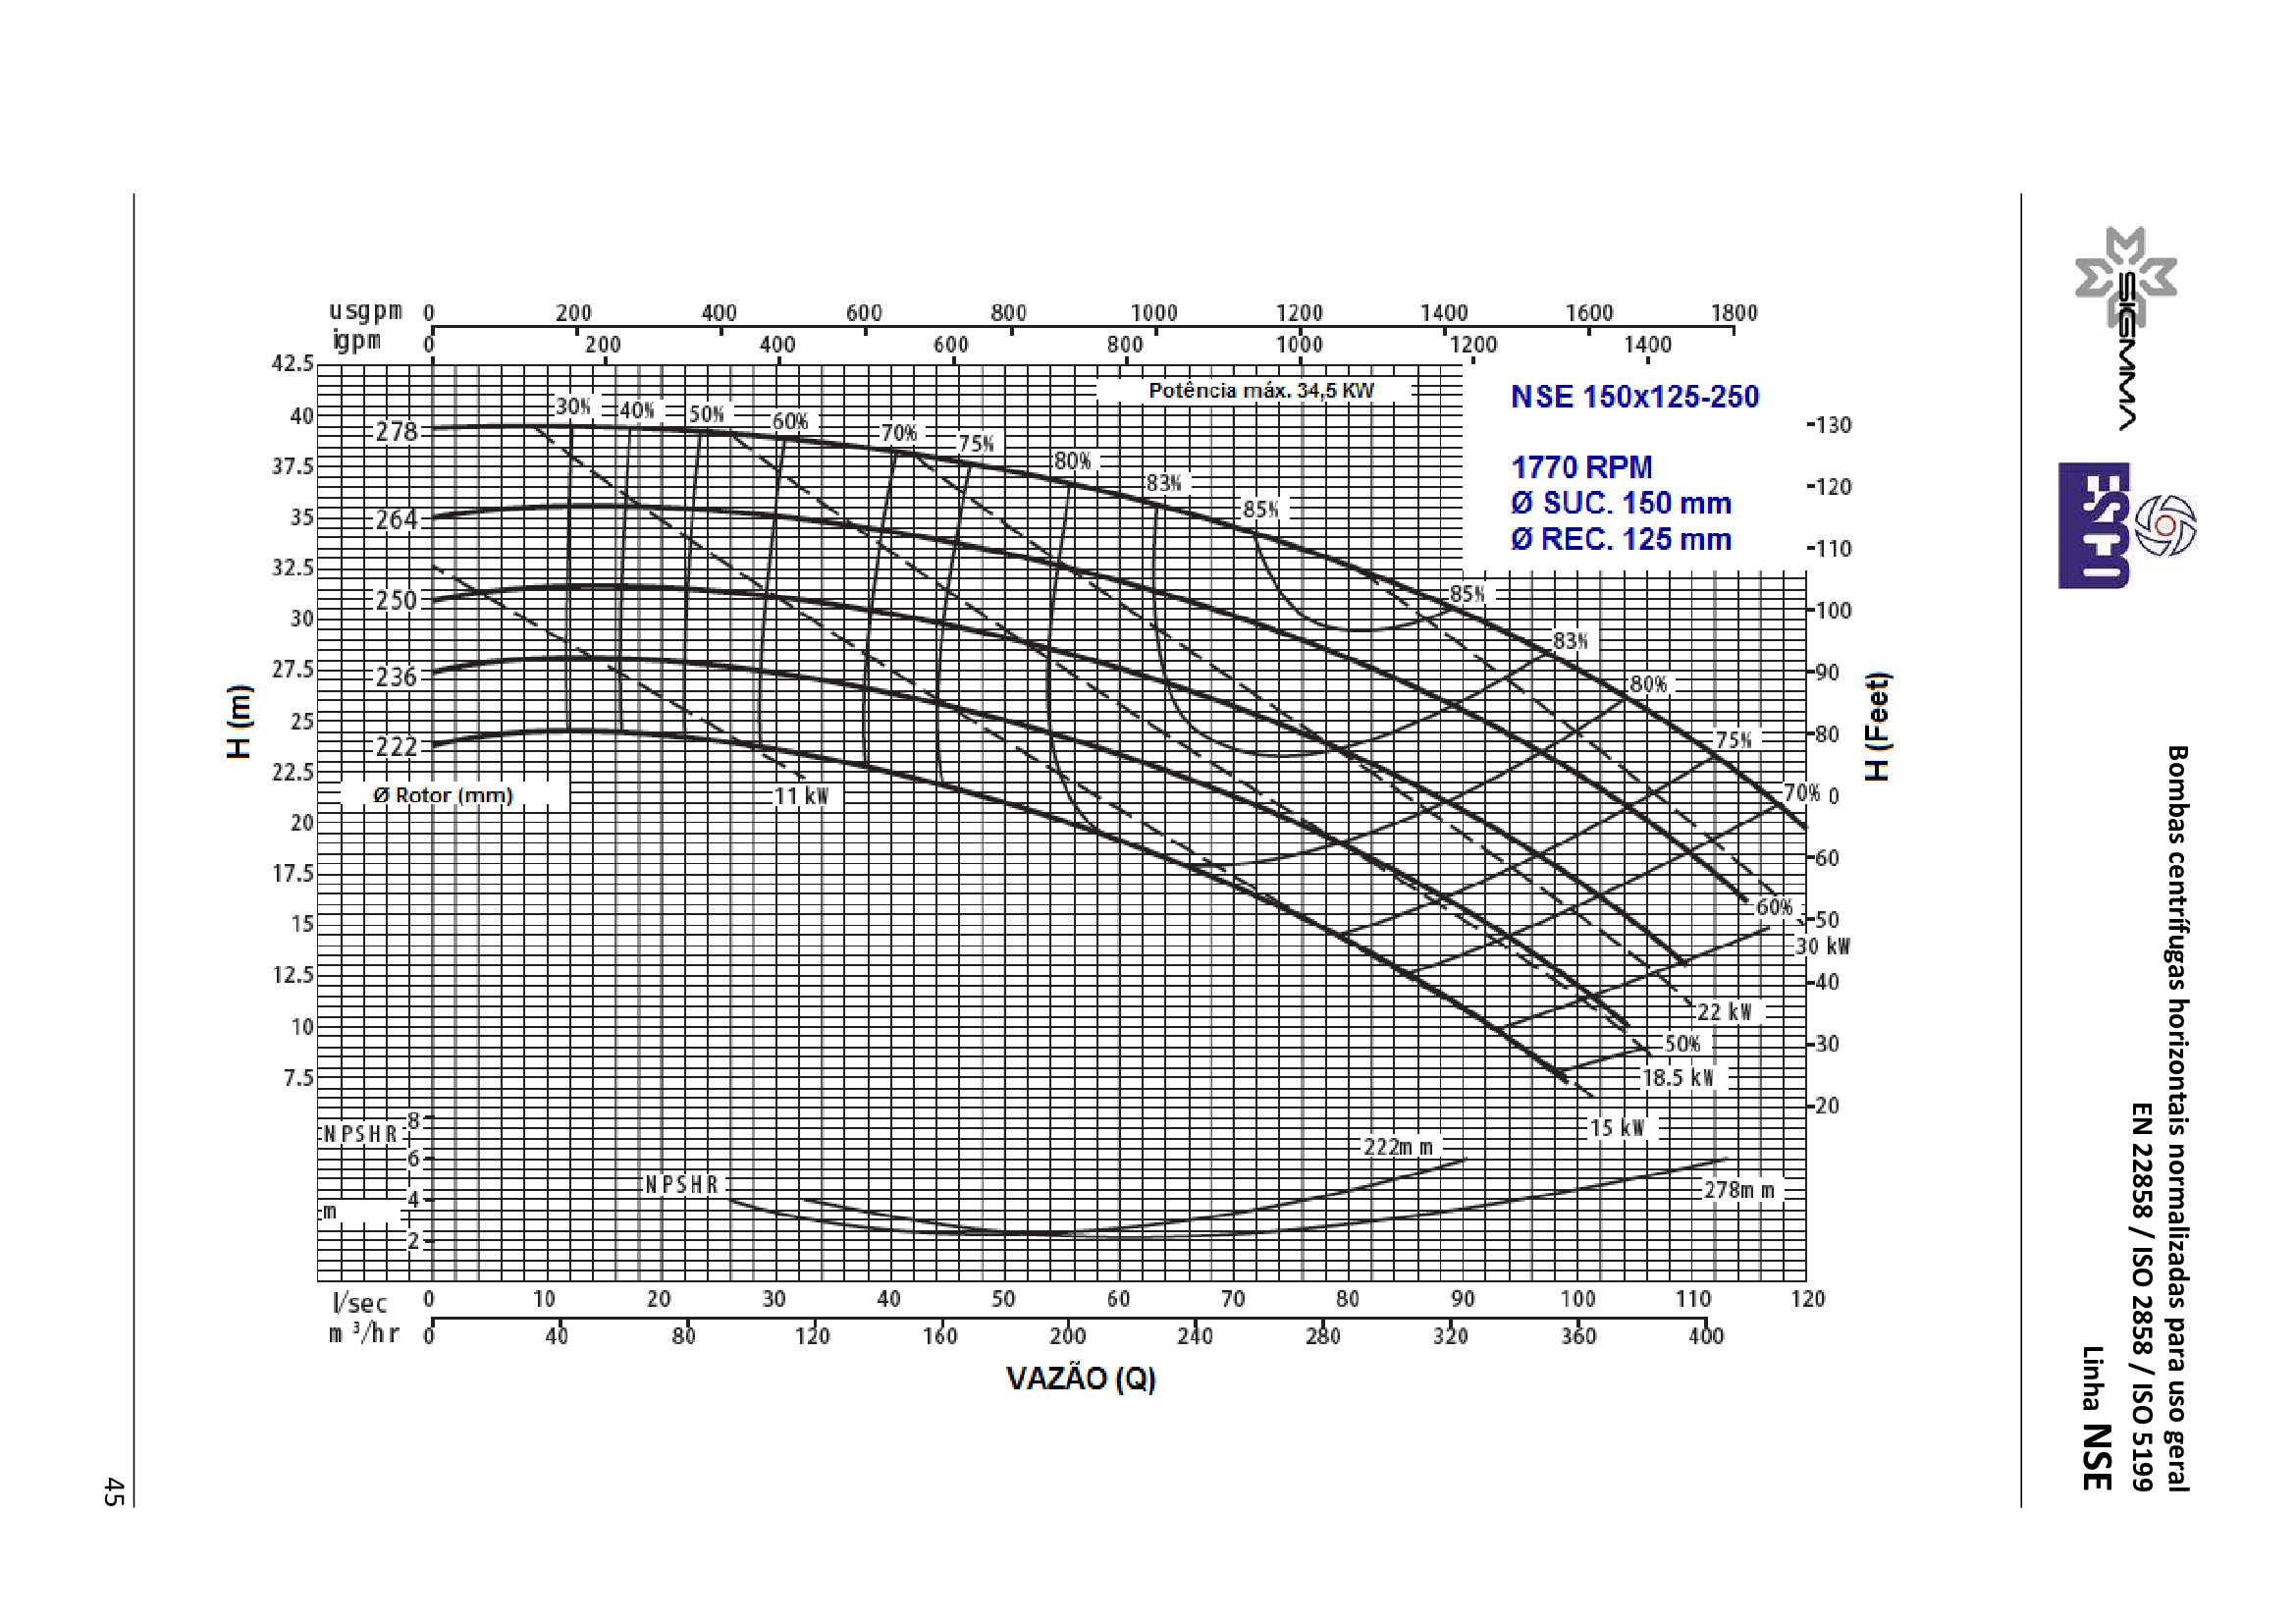 usgpm 0 200 400 600 800 1000 1200 1400 1600 1800
igpm 0 200 400 600 800 1000 1200 1400
42.5
40
37.5
35
32.5
30
27.5
25
22.5
20
17.5
15
12.5
10
7.5
H (m)
278
264
250
236
222
Ø Rotor (mm)
30%
40%
50%
60%
70%
75%
80%
83%
85%
Potência máx. 34,5 KW
NSE 150x125-250
1770 RPM
Ø SUC. 150 mm
Ø REC. 125 mm
85%
83%
80%
75%
70%
60%
50%
11 kW
30 kW
22 kW
18.5 kW
15 kW
130
120
110
100
90
80
0
60
50
40
30
20
H (Feet)
NPSHR
m
8
6
4
2
NPSHR
222m m
278m m
l/sec 0 10 20 30 40 50 60 70 80 90 100 110 120
m³/hr 0 40 80 120 160 200 240 280 320 360 400
VAZÃO (Q)
SIGMMA
ESCO
Bombas centrífugas horizontais normalizadas para uso geral
EN 22858 / ISO 2858 / ISO 5199
Linha NSE
45